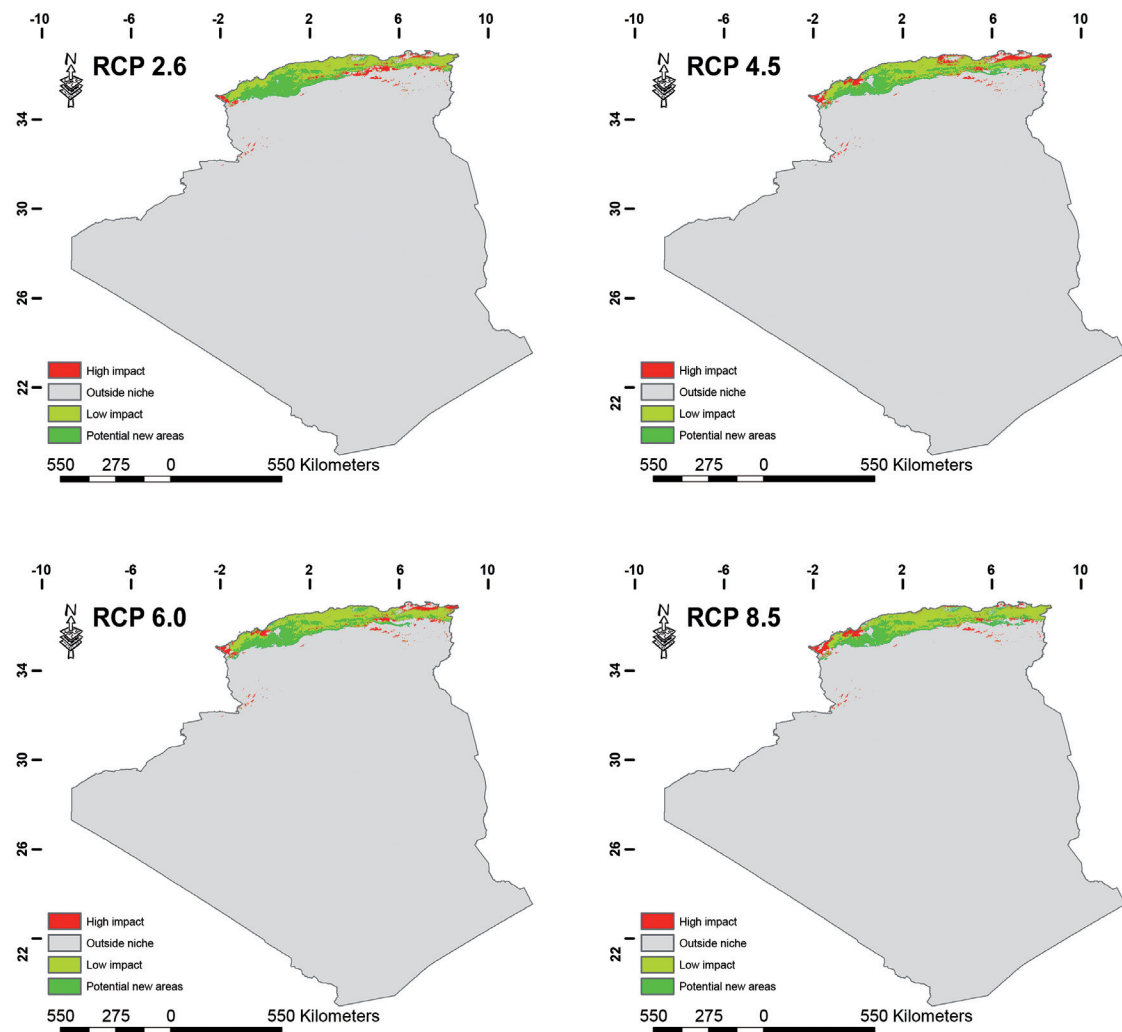 -10 -6 -2 2 6 10
N
RCP 2.6
34
30
26
22
High impact
Outside niche
Low impact
Potential new areas
550 275 0 550 Kilometers
-2 2 6 10
N
RCP 4.5
34
30
26
22
High impact
Outside niche
Low impact
Potential new areas
550 275 0 550 Kilometers
-10 -6 -2 2 6 10
N
RCP 6.0
34
30
26
22
High impact
Outside niche
Low impact
Potential new areas
550 275 0 550 Kilometers
-2 2 6 10
N
RCP 8.5
34
30
26
22
High impact
Outside niche
Low impact
Potential new areas
550 275 0 550 Kilometers